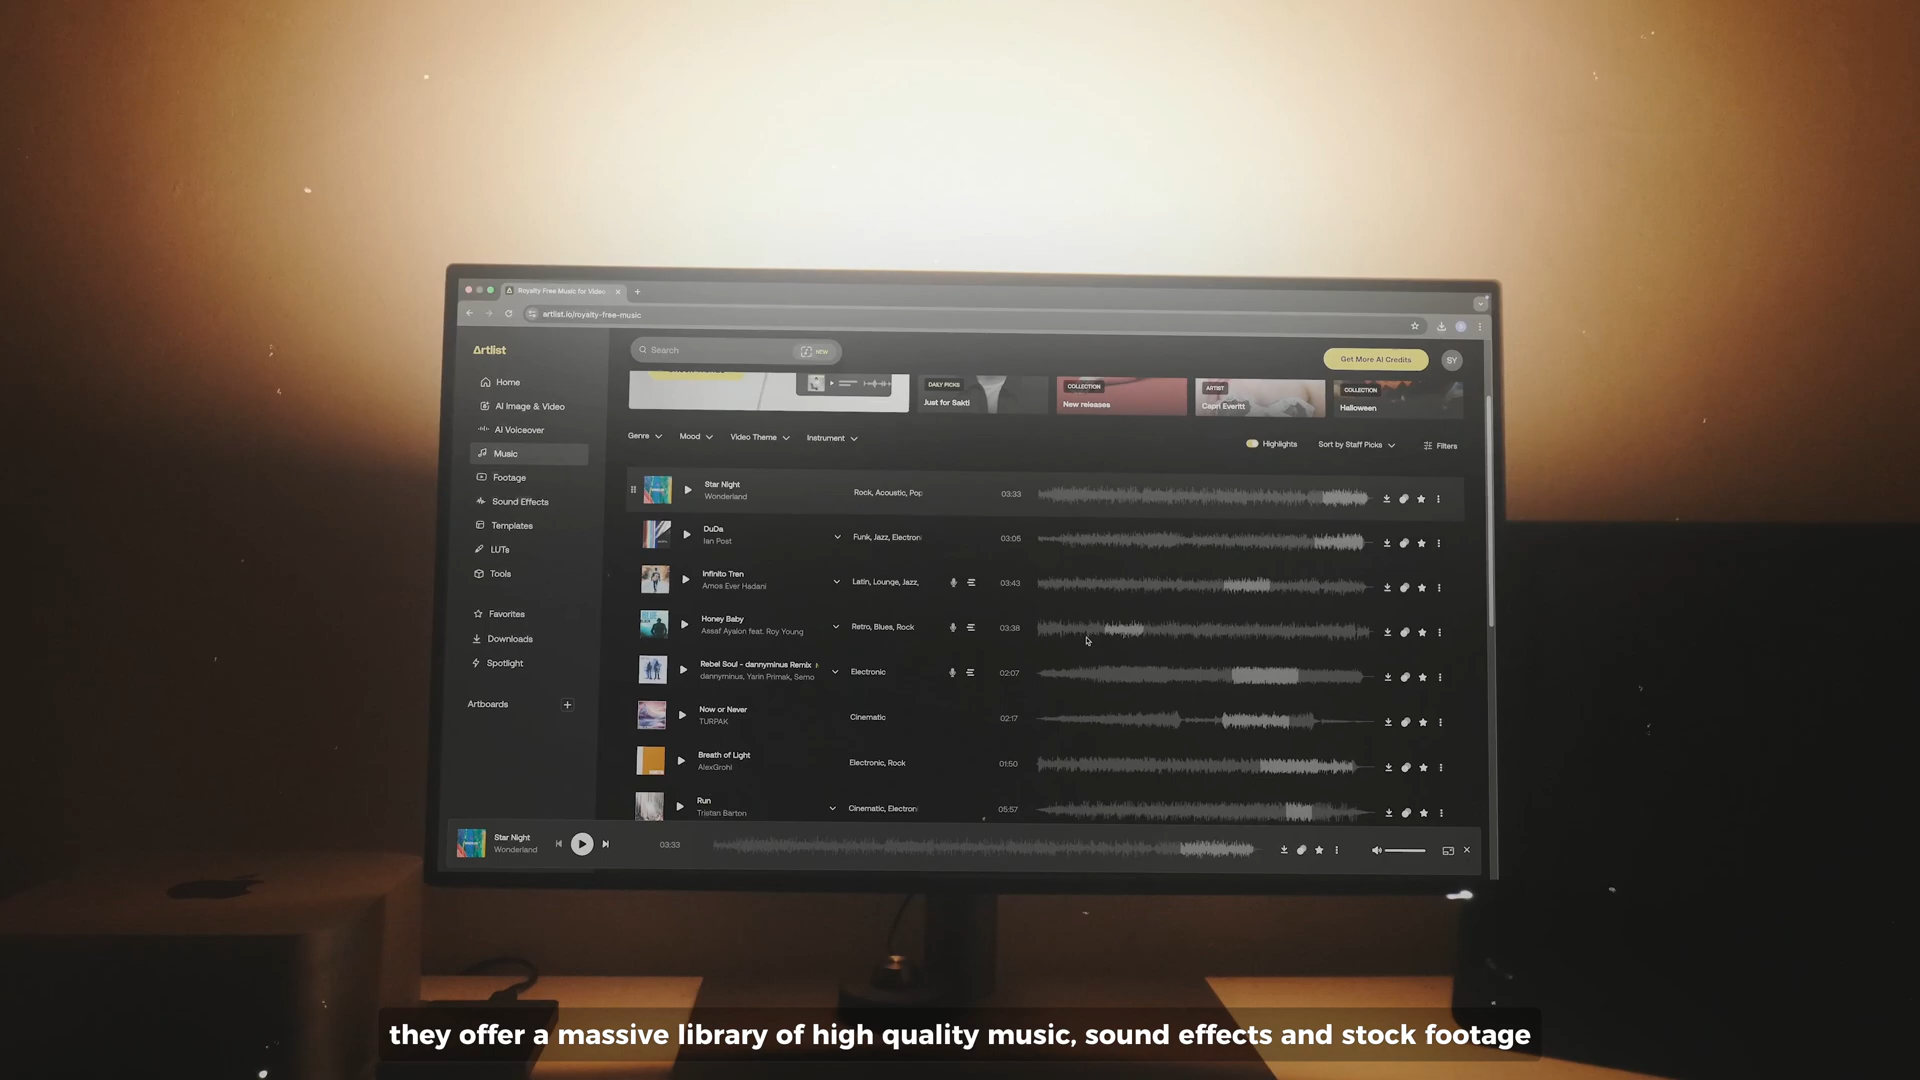 Royalty Free Music for Video
artlist.io/royalty-free-music
Artlist
Search
NEW
Get More AI Credits
SY
Home
AI Image & Video
AI Voiceover
Music
Footage
Sound Effects
Templates
LUTs
Tools
Favorites
Downloads
Spotlight
Artboards
DAILY PICKS
Just for Sakti
COLLECTION
New releases
ARTIST
Capri Everitt
COLLECTION
Halloween
Genre Mood Video Theme Instrument
Highlights Sort by Staff Picks Filters
Star Night
Wonderland
Rock, Acoustic, Pop
03:33
DuDa
Ian Post
Funk, Jazz, Electron
03:05
Infinito Tren
Amos Ever Hadani
Latin, Lounge, Jazz,
03:43
Honey Baby
Assaf Ayalon feat. Roy Young
Retro, Blues, Rock
03:38
Rebel Soul - dannyminus Remix
dannyminus, Yarin Primak, Semo
Electronic
02:07
Now or Never
TURPAK
Cinematic
02:17
Breath of Light
AlexGrohl
Electronic, Rock
01:50
Run
Tristan Barton
Cinematic, Electron
05:57
Star Night
Wonderland
03:33
they offer a massive library of high quality music, sound effects and stock footage